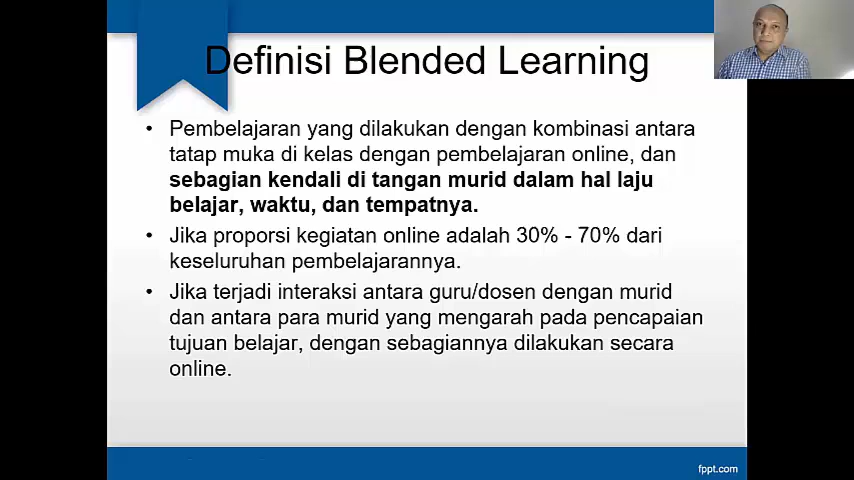 Definisi Blended Learning
• Pembelajaran yang dilakukan dengan kombinasi antara
tatap muka di kelas dengan pembelajaran online, dan
sebagian kendali di tangan murid dalam hal laju
belajar, waktu, dan tempatnya.
• Jika proporsi kegiatan online adalah 30% - 70% dari
keseluruhan pembelajarannya.
• Jika terjadi interaksi antara guru/dosen dengan murid
dan antara para murid yang mengarah pada pencapaian
tujuan belajar, dengan sebagiannya dilakukan secara
online.
fppt.com